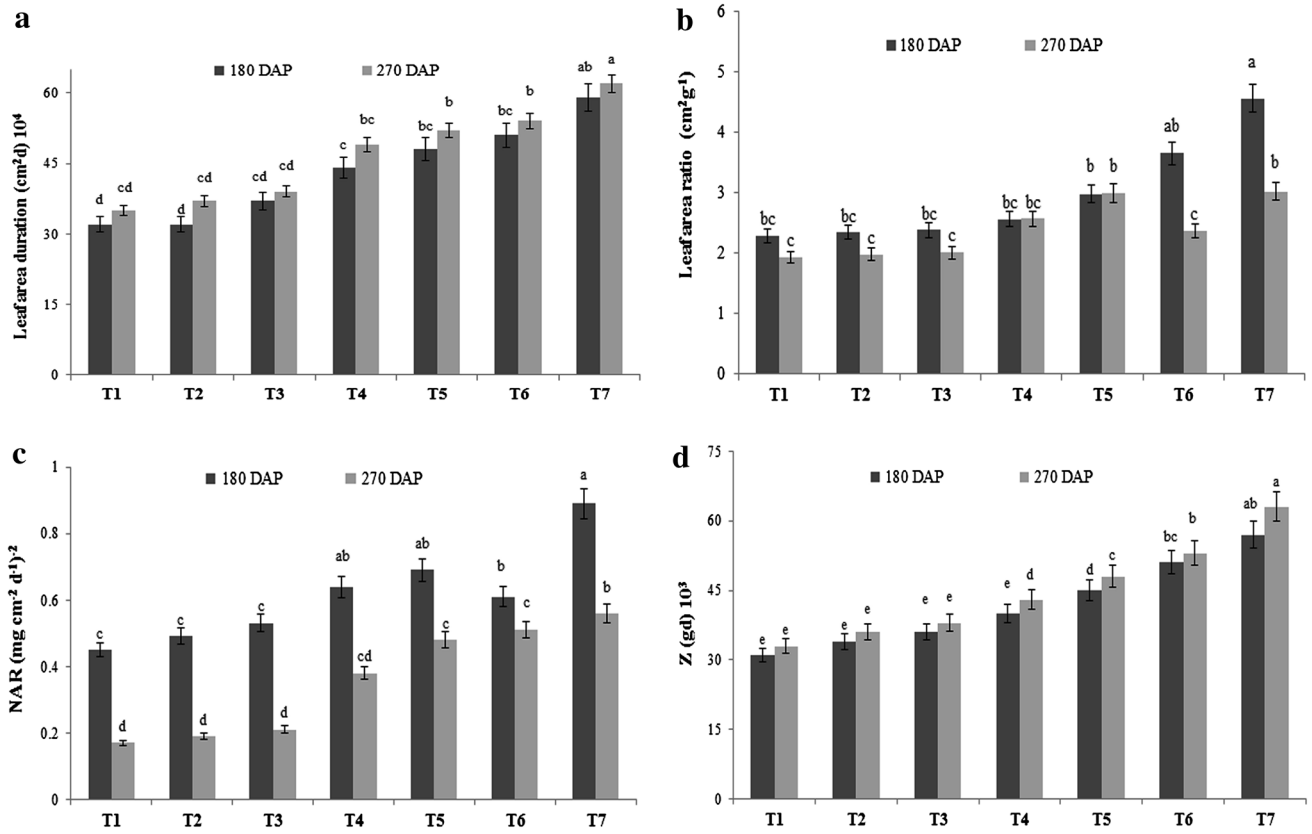 a
180 DAP 270 DAP
Leaf area duration (cm²d) 10⁴
60
45
30
15
0
d cd d cd cd cd c bc bc b bc b ab a
T1 T2 T3 T4 T5 T6 T7
b
180 DAP 270 DAP
Leaf area ratio (cm²g⁻¹)
6
5
4
3
2
1
0
bc c bc c bc c bc bc b b ab c a b
T1 T2 T3 T4 T5 T6 T7
c
180 DAP 270 DAP
NAR (mg cm⁻² d⁻¹)⁻²
1
0.8
0.6
0.4
0.2
0
c d c d c d ab cd ab c b c a b
T1 T2 T3 T4 T5 T6 T7
d
180 DAP 270 DAP
Z (gd) 10³
75
60
45
30
15
0
e e e e e e e d d c bc b ab a
T1 T2 T3 T4 T5 T6 T7